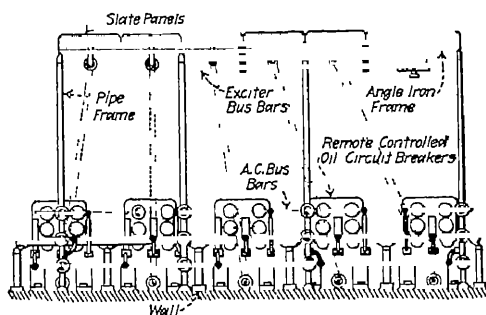 Slate Panels
Pipe
Frame
Exciter
Bus Bars
Angle Iron
Frame
Remote Controlled
Oil Circuit Breakers
A.C. Bus
Bars
Wall